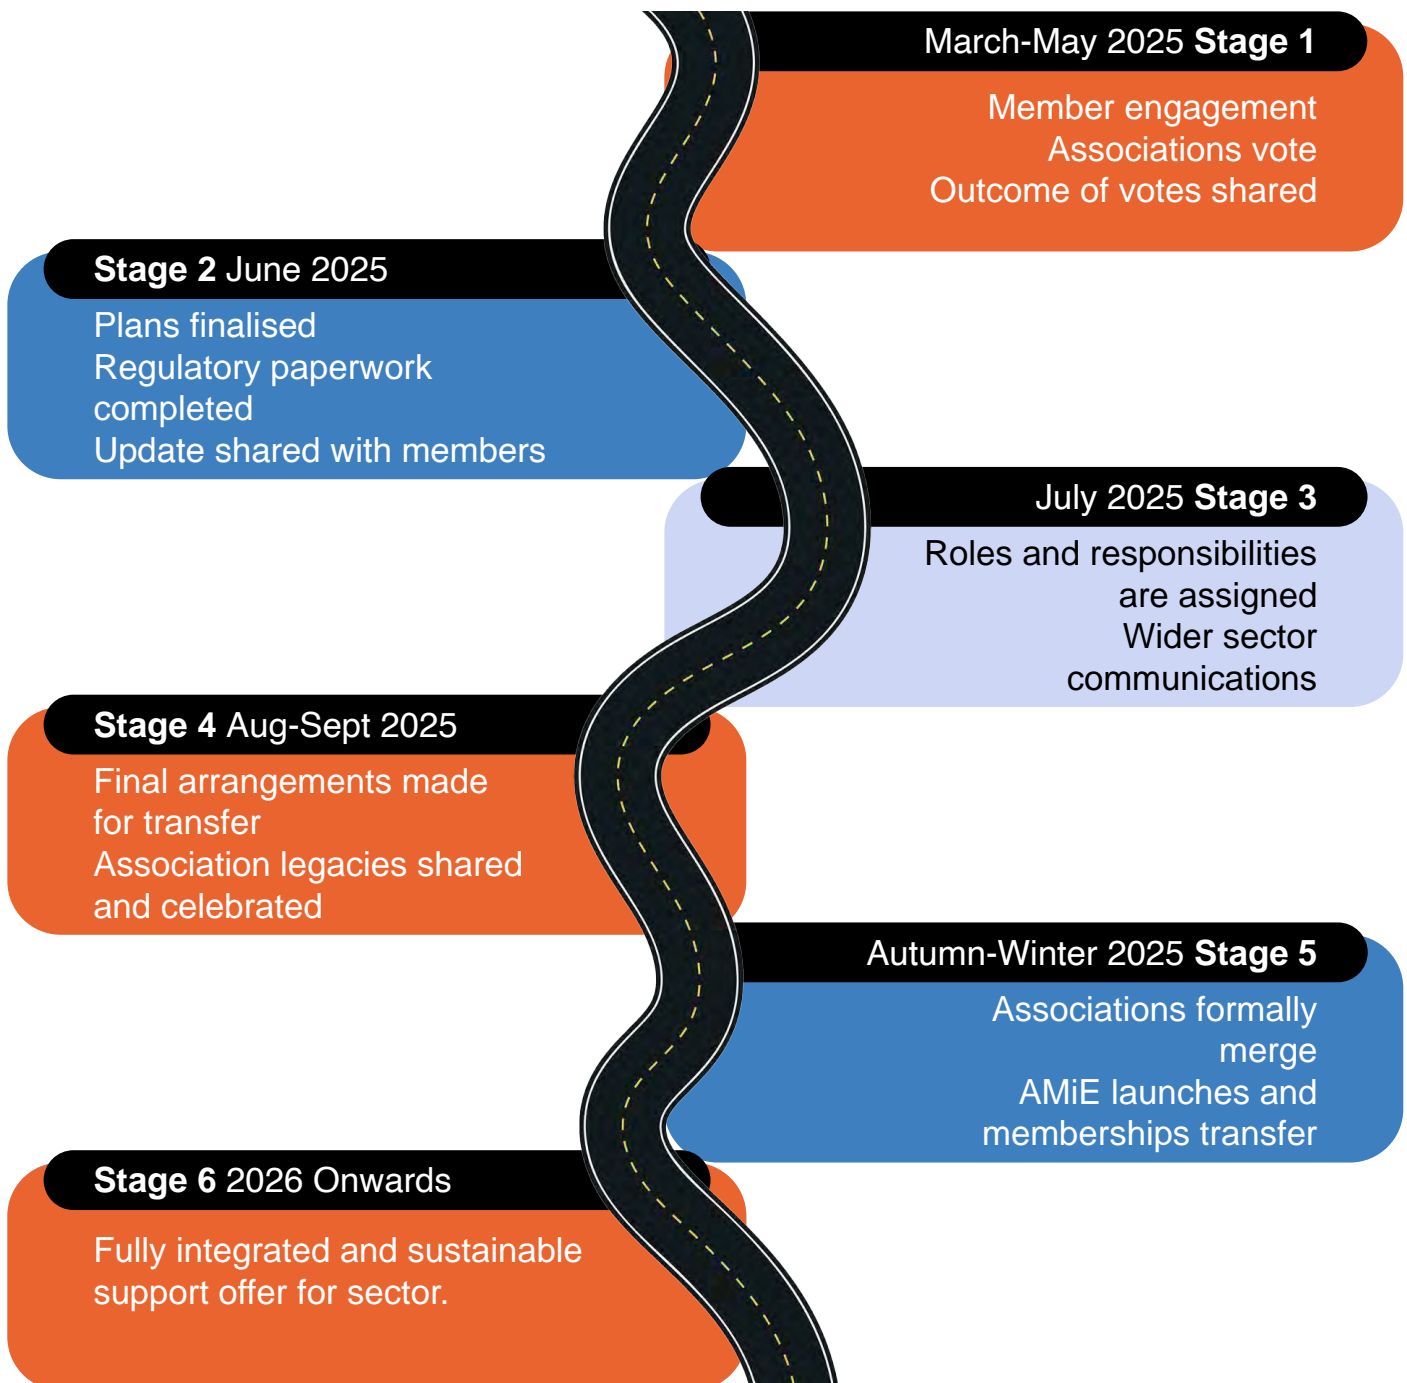 March-May 2025 Stage 1
Member engagement
Associations vote
Outcome of votes shared
Stage 2 June 2025
Plans finalised
Regulatory paperwork
completed
Update shared with members
July 2025 Stage 3
Roles and responsibilities
are assigned
Wider sector
communications
Stage 4 Aug-Sept 2025
Final arrangements made
for transfer
Association legacies shared
and celebrated
Autumn-Winter 2025 Stage 5
Associations formally
merge
AMiE launches and
memberships transfer
Stage 6 2026 Onwards
Fully integrated and sustainable
support offer for sector.